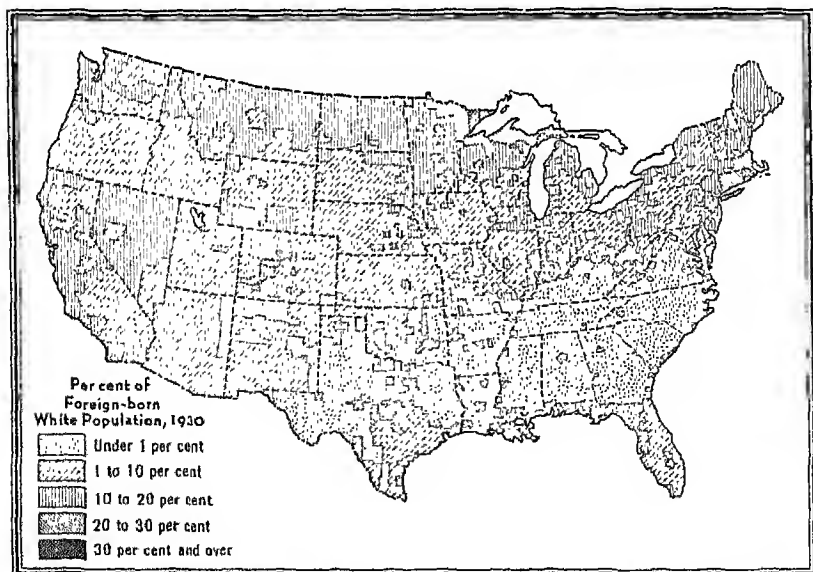 Per cent of
Foreign-born
White Population, 1930
Under 1 per cent
1 to 10 per cent
10 to 20 per cent
20 to 30 per cent
30 per cent and over